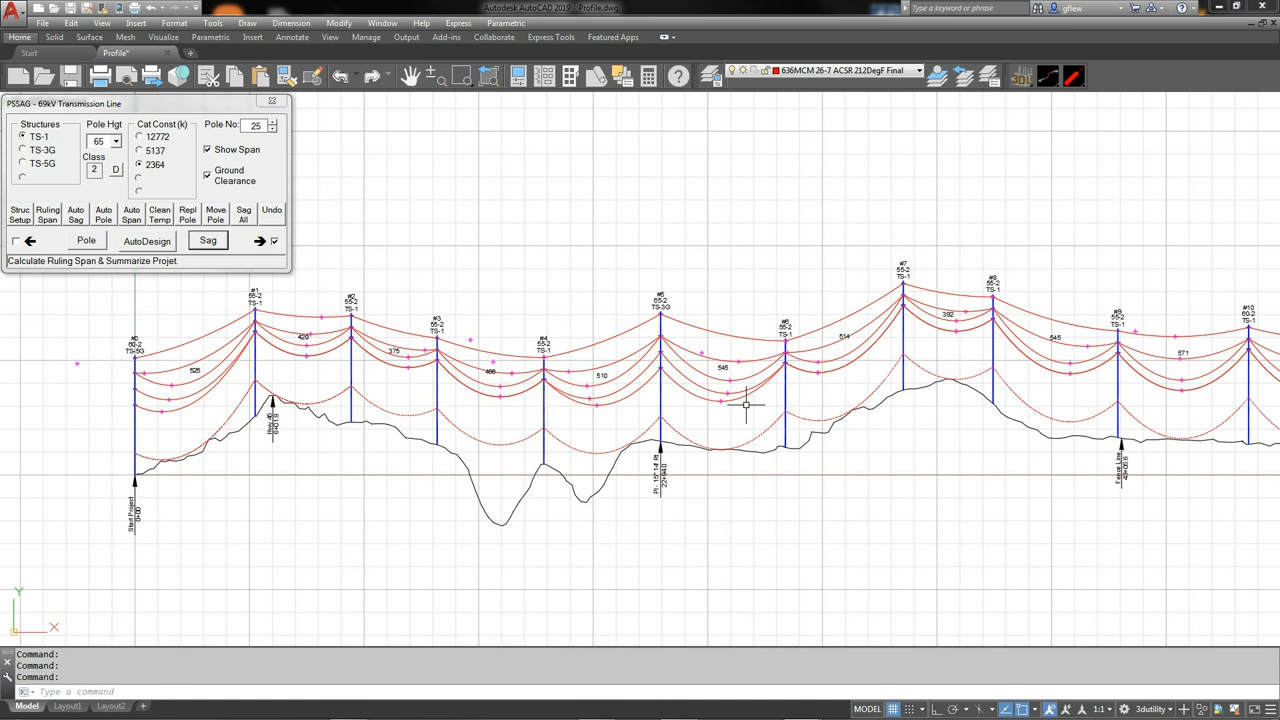 Autodesk AutoCAD 2019 Profile.dwg
Type a keyword or phrase
gflew
File Edit View Insert Format Tools Draw Dimension Modify Window Help Express Parametric
Home Solid Surface Mesh Visualize Parametric Insert Annotate View Manage Output Add-ins Collaborate Express Tools Featured Apps
Start Profile*
636MCM 26-7 ACSR 212DegF Final
PSSAG - 69kV Transmission Line
Structures
TS-1
TS-3G
TS-5G
Pole Hgt
65
Class
2 D
Cat Const (k)
12772
5137
2364
Pole No: 25
Show Span
Ground
Clearance
Struc Setup
Ruling Span
Auto Sag
Auto Pole
Auto Span
Clean Temp
Repl Pole
Move Pole
Sag All
Undo
Pole AutoDesign Sag
Calculate Ruling Span & Summarize Projet.
60-2
TS-5G
#1
55-2
TS-1
55-2
TS-1
#3
55-2
TS-1
#4
55-2
TS-1
65-2
TS-3G
55-2
TS-1
#7
55-2
TS-1
#8
55-2
TS-1
55-2
TS-1
#10
55-2
TS-1
420
375
510
545
514
392
545
571
Start Project
0+00
Hwy 45
Fence Line
Y
X
Command:
Command:
Command:
Type a command
Model Layout1 Layout2
MODEL
1:1
3dutility